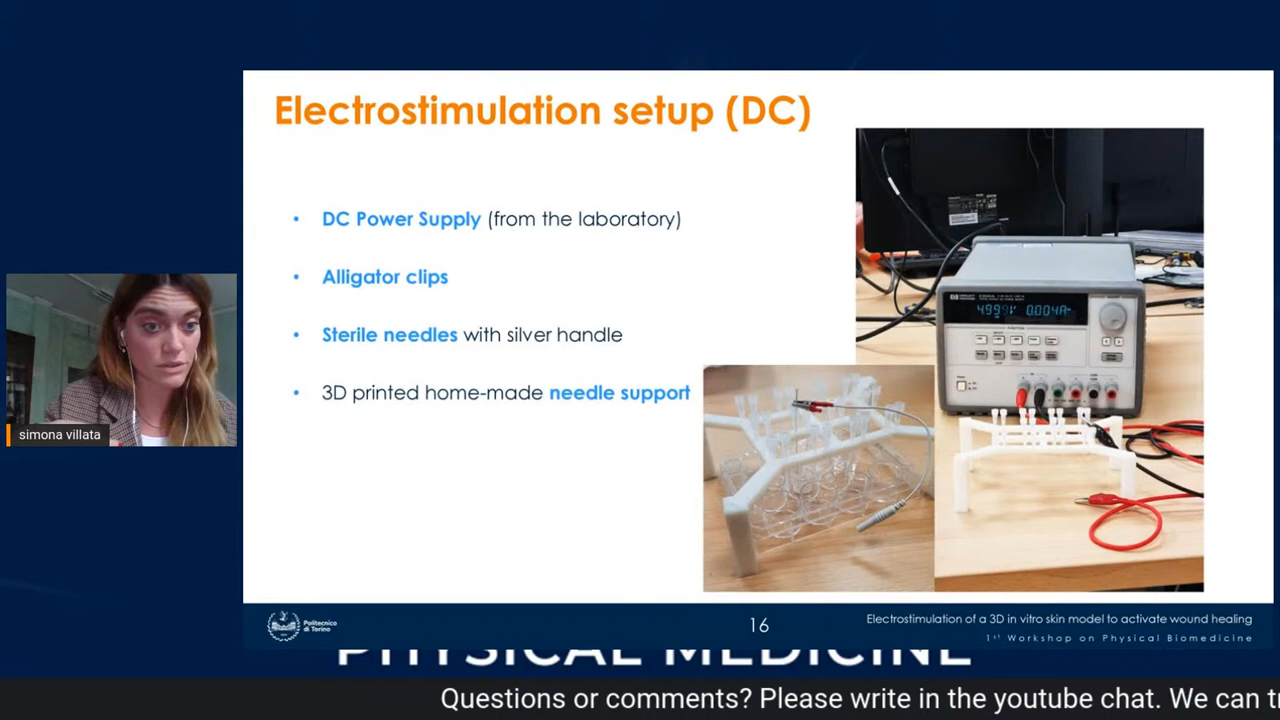 Electrostimulation setup (DC)
• DC Power Supply (from the laboratory)
• Alligator clips
• Sterile needles with silver handle
• 3D printed home-made needle support
simona villata
Politecnico
di Torino
16
Electrostimulation of a 3D in vitro skin model to activate wound healing
1st Workshop on Physical Biomedicine
PHYSICAL MEDICINE
Questions or comments? Please write in the youtube chat. We can t